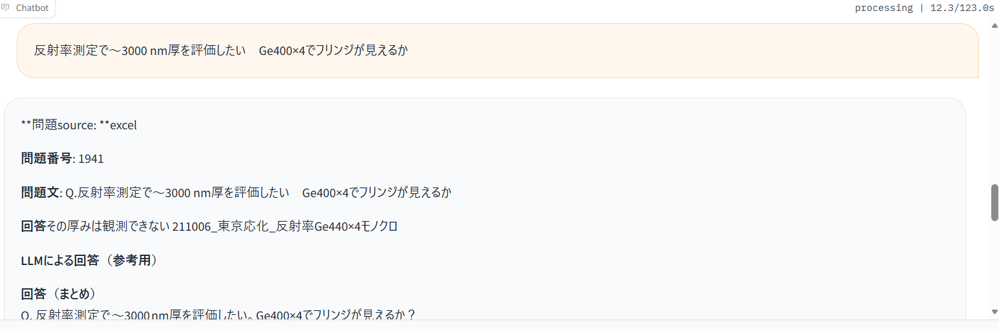 Chatbot
processing | 12.3/123.0s
反射率測定で～3000 nm厚を評価したい　Ge400×4でフリンジが見えるか
**問題source: **excel
問題番号: 1941
問題文: Q.反射率測定で～3000 nm厚を評価したい　Ge400×4でフリンジが見えるか
回答その厚みは観測できない 211006_東京応化_反射率Ge440×4モノクロ
LLMによる回答（参考用）
回答（まとめ）
Q. 反射率測定で～3000 nm厚を評価したい。Ge400×4でフリンジが見えるか？